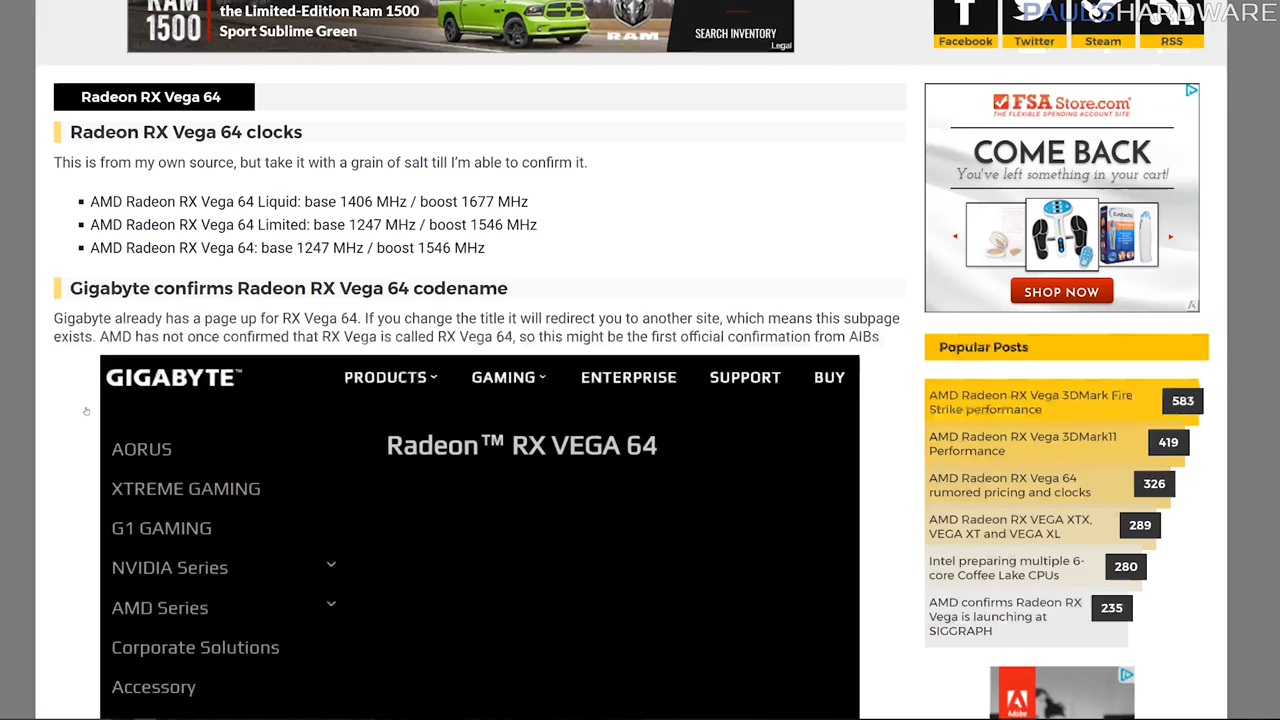 PAULSHARDWARE
RAM
1500
the Limited-Edition Ram 1500
Sport Sublime Green
RAM
SEARCH INVENTORY
Legal
Facebook
Twitter
Steam
RSS
Radeon RX Vega 64
Radeon RX Vega 64 clocks
This is from my own source, but take it with a grain of salt till I’m able to confirm it.
AMD Radeon RX Vega 64 Liquid: base 1406 MHz / boost 1677 MHz
AMD Radeon RX Vega 64 Limited: base 1247 MHz / boost 1546 MHz
AMD Radeon RX Vega 64: base 1247 MHz / boost 1546 MHz
Gigabyte confirms Radeon RX Vega 64 codename
Gigabyte already has a page up for RX Vega 64. If you change the title it will redirect you to another site, which means this subpage
exists. AMD has not once confirmed that RX Vega is called RX Vega 64, so this might be the first official confirmation from AIBs
GIGABYTE™
PRODUCTS
GAMING
ENTERPRISE
SUPPORT
BUY
Radeon™ RX VEGA 64
AORUS
XTREME GAMING
G1 GAMING
NVIDIA Series
AMD Series
Corporate Solutions
Accessory
FSAStore.com
THE FLEXIBLE SPENDING ACCOUNT SITE
COME BACK
You've left something in your cart!
SHOP NOW
Popular Posts
AMD Radeon RX Vega 3DMark Fire
Strike performance
583
AMD Radeon RX Vega 3DMark11
Performance
419
AMD Radeon RX Vega 64
rumored pricing and clocks
326
AMD Radeon RX VEGA XTX,
VEGA XT and VEGA XL
289
Intel preparing multiple 6-
core Coffee Lake CPUs
280
AMD confirms Radeon RX
Vega is launching at
SIGGRAPH
235
Adobe